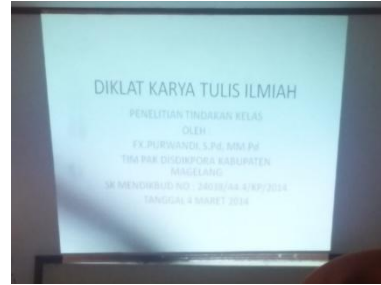 DIKLAT KARYA TULIS ILMIAH
PENELITIAN TINDAKAN KELAS
OLEH
FX.PURWANDI, S.Pd, MM.Pd
TIM PAK DISDIKPORA KABUPATEN
MAGELANG
SK MENDIKBUD NO
TANGGAL 4 MARET 2014